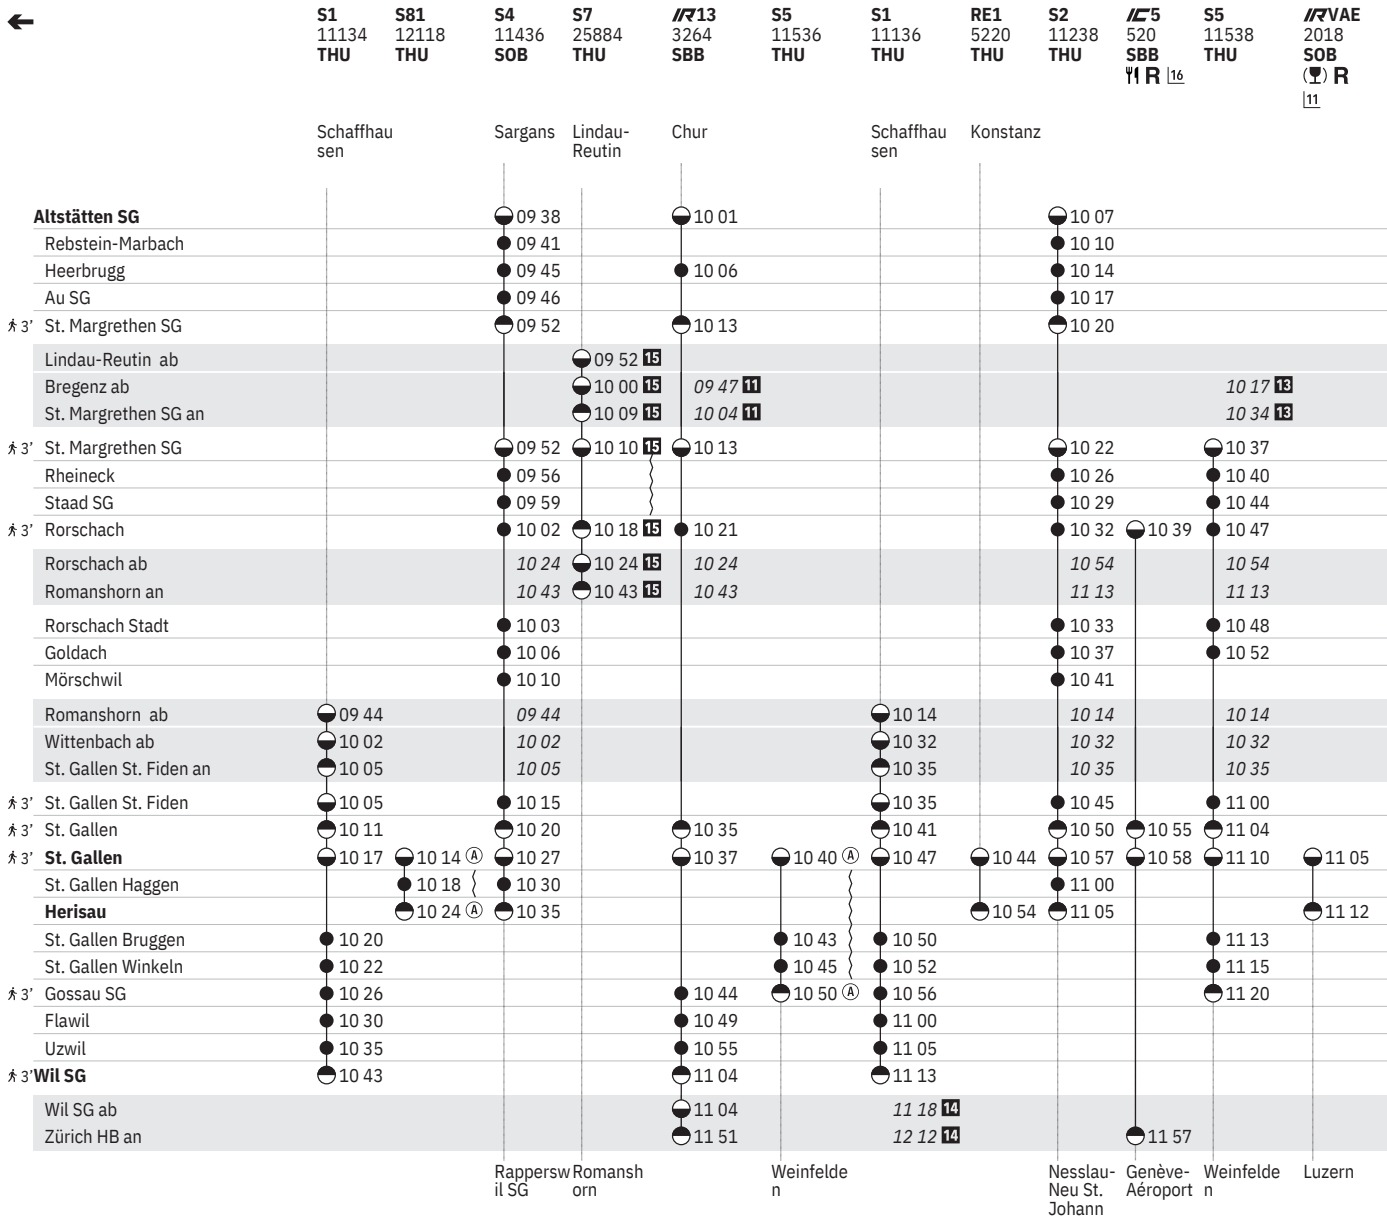 S1 S81 S4 S7 IR13 S5 S1 RE1 S2 IC5 S5 IRVAE
11134 12118 11436 25884 3264 11536 11136 5220 11238 520 11538 2018
THU THU SOB THU SBB THU THU THU THU SBB THU SOB
R 16 R
11
Schaffhau Sargans Lindau- Chur Schaffhau Konstanz
sen Reutin sen
Altstätten SG 09 38 10 01 10 07
Rebstein-Marbach 09 41 10 10
Heerbrugg 09 45 10 06 10 14
Au SG 09 46 10 17
3' St. Margrethen SG 09 52 10 13 10 20
Lindau-Reutin ab 09 52 15
Bregenz ab 10 00 15 09 47 11 10 17 13
St. Margrethen SG an 10 09 15 10 04 11 10 34 13
3' St. Margrethen SG 09 52 10 10 15 10 13 10 22 10 37
Rheineck 09 56 10 26 10 40
Staad SG 09 59 10 29 10 44
3' Rorschach 10 02 10 18 15 10 21 10 32 10 39 10 47
Rorschach ab 10 24 10 24 15 10 24 10 54 10 54
Romanshorn an 10 43 10 43 15 10 43 11 13 11 13
Rorschach Stadt 10 03 10 33 10 48
Goldach 10 06 10 37 10 52
Mörschwil 10 10 10 41
Romanshorn ab 09 44 09 44 10 14 10 14 10 14
Wittenbach ab 10 02 10 02 10 32 10 32 10 32
St. Gallen St. Fiden an 10 05 10 05 10 35 10 35 10 35
3' St. Gallen St. Fiden 10 05 10 15 10 35 10 45 11 00
3' St. Gallen 10 11 10 20 10 35 10 41 10 50 10 55 11 04
3' St. Gallen 10 17 10 14 A 10 27 10 37 10 40 A 10 47 10 44 10 57 10 58 11 10 11 05
St. Gallen Haggen 10 18 10 30 11 00
Herisau 10 24 A 10 35 10 54 11 05 11 12
St. Gallen Bruggen 10 20 10 43 10 50 11 13
St. Gallen Winkeln 10 22 10 45 10 52 11 15
3' Gossau SG 10 26 10 44 10 50 A 10 56 11 20
Flawil 10 30 10 49 11 00
Uzwil 10 35 10 55 11 05
3' Wil SG 10 43 11 04 11 13
Wil SG ab 11 04 11 18 14
Zürich HB an 11 51 12 12 14 11 57
Rappersw Romansh Weinfelde Nesslau- Genève- Weinfelde Luzern
il SG orn n Neu St. Aéroport n
Johann